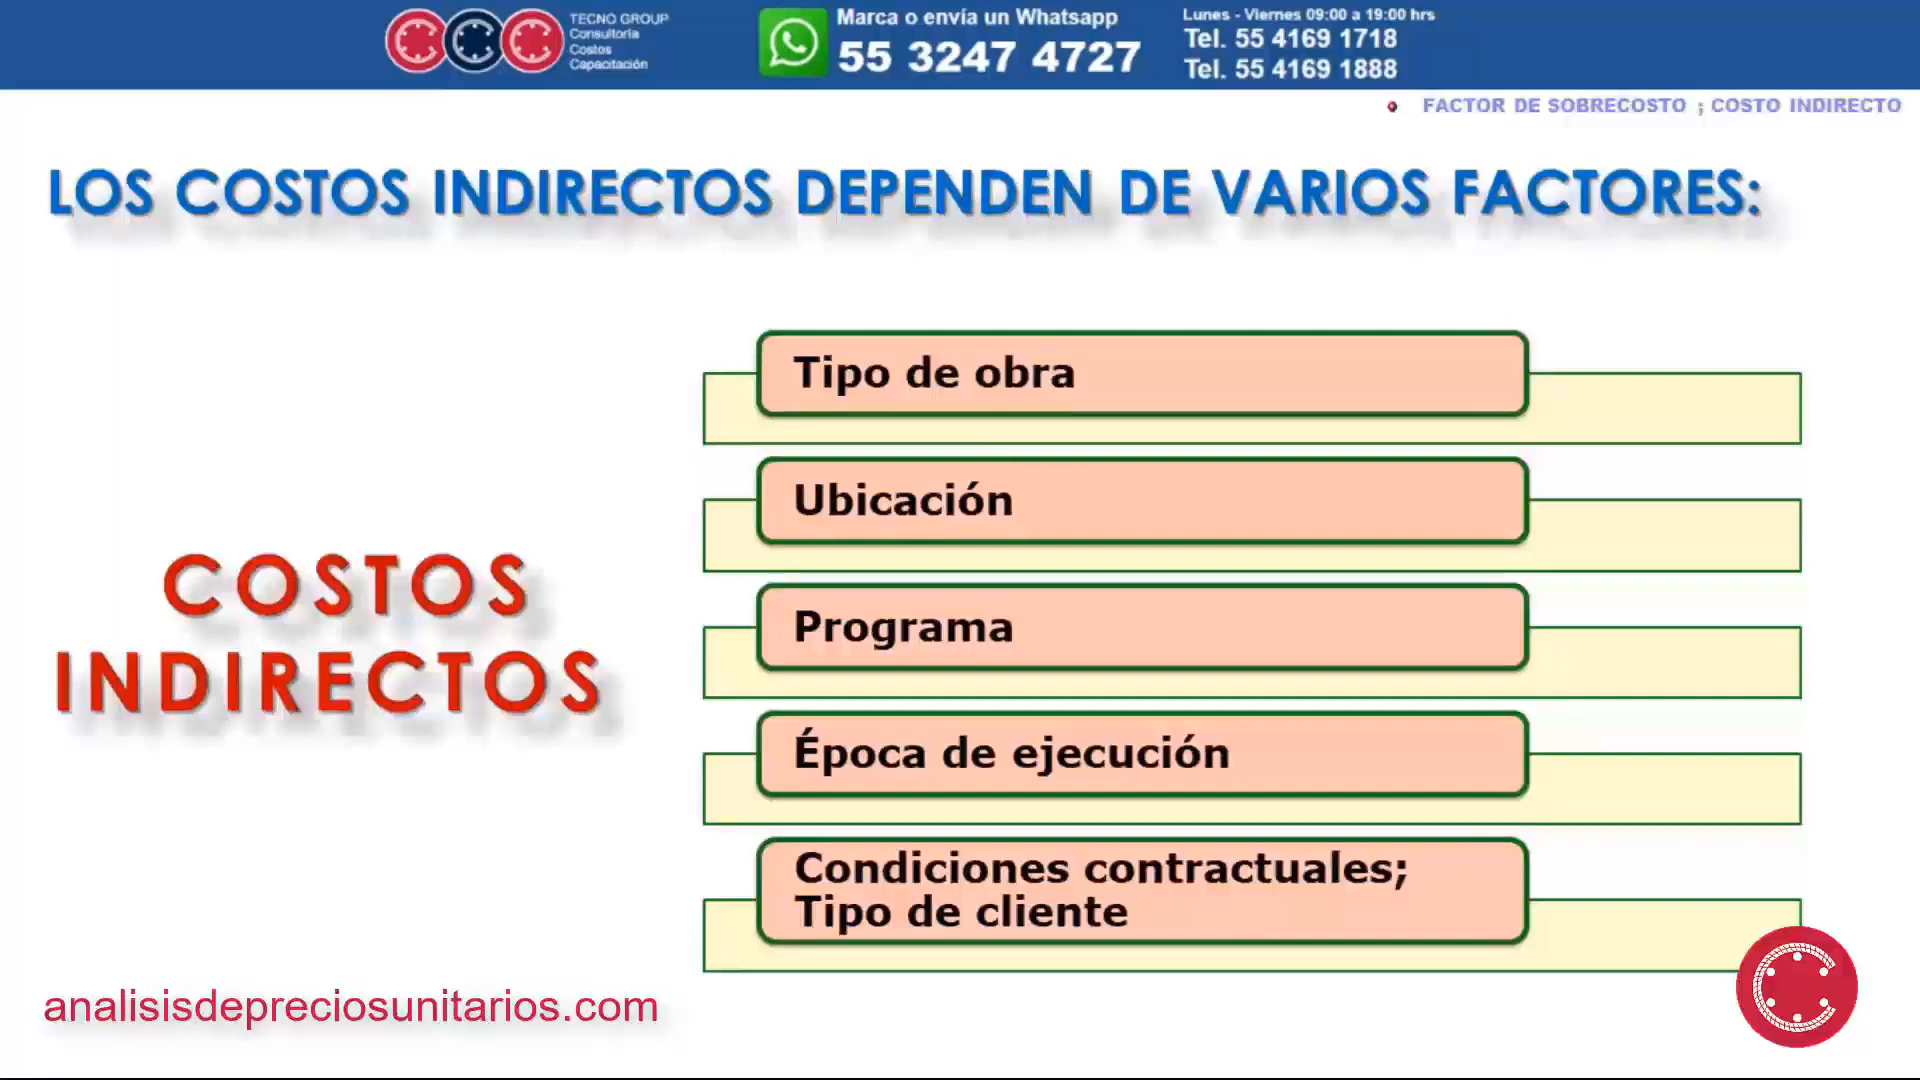 TECNO GROUP
Consultoría
Costos
Capacitación
Marca o envía un Whatsapp
55 3247 4727
Lunes - Viernes 09:00 a 19:00 hrs
Tel. 55 4169 1718
Tel. 55 4169 1888
FACTOR DE SOBRECOSTO ; COSTO INDIRECTO
LOS COSTOS INDIRECTOS DEPENDEN DE VARIOS FACTORES:
COSTOS
INDIRECTOS
Tipo de obra
Ubicación
Programa
Época de ejecución
Condiciones contractuales;
Tipo de cliente
analisisdepreciosunitarios.com